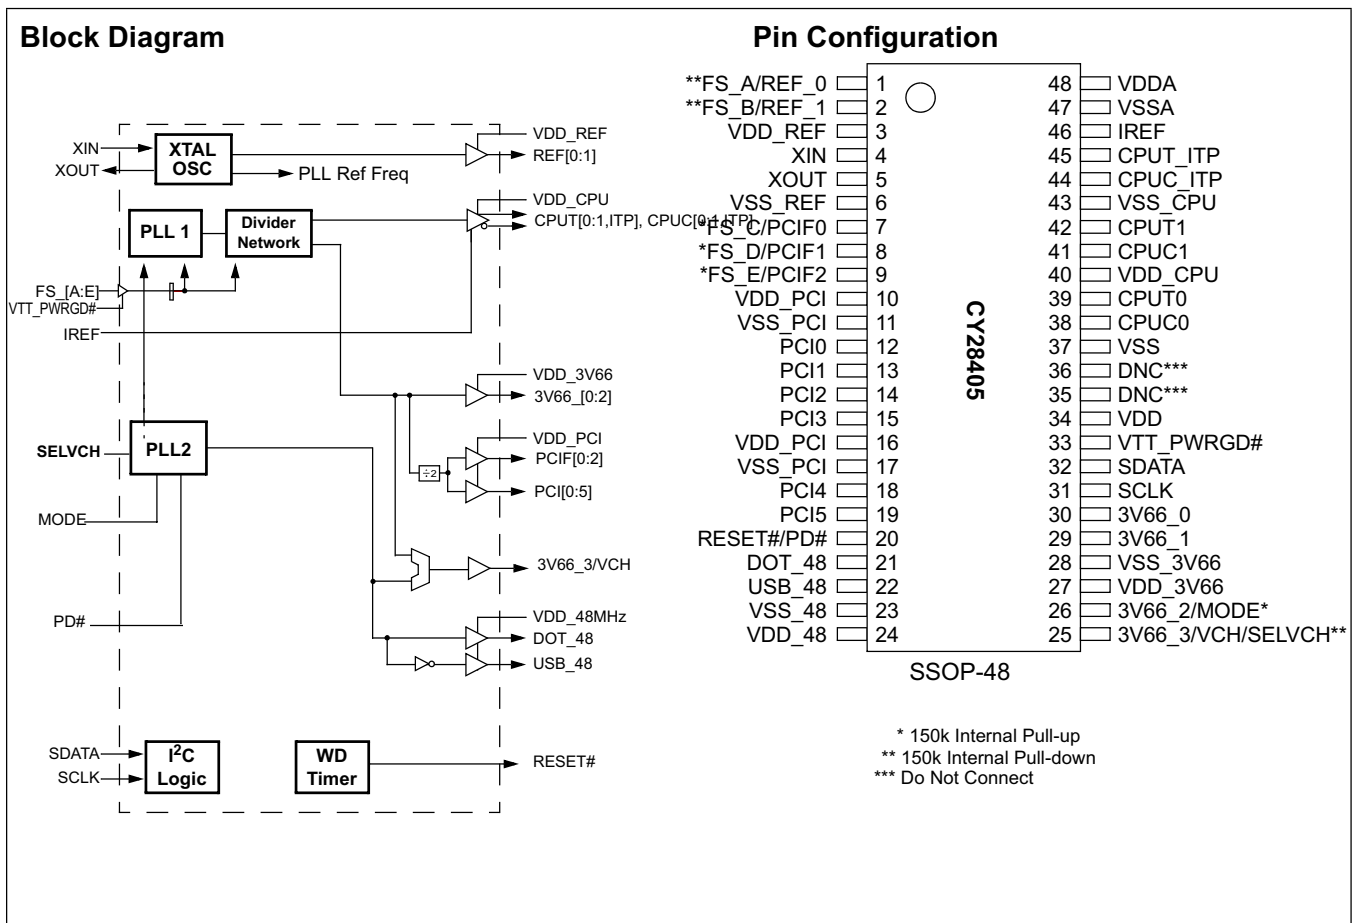 Block Diagram
Pin Configuration
XIN
XOUT
XTAL
OSC
PLL Ref Freq
VDD_REF
REF[0:1]
PLL 1
Divider
Network
VDD_CPU
CPUT[0:1,ITP], CPUC[0:1,ITP]
FS_[A:E]
VTT_PWRGD#
IREF
VDD_3V66
3V66_[0:2]
SELVCH
PLL2
MODE
÷2
VDD_PCI
PCIF[0:2]
PCI[0:5]
3V66_3/VCH
PD#
VDD_48MHz
DOT_48
USB_48
SDATA
SCLK
I2C
Logic
WD
Timer
RESET#
**FS_A/REF_0 1
**FS_B/REF_1 2
VDD_REF 3
XIN 4
XOUT 5
VSS_REF 6
*FS_C/PCIF0 7
*FS_D/PCIF1 8
*FS_E/PCIF2 9
VDD_PCI 10
VSS_PCI 11
PCI0 12
PCI1 13
PCI2 14
PCI3 15
VDD_PCI 16
VSS_PCI 17
PCI4 18
PCI5 19
RESET#/PD# 20
DOT_48 21
USB_48 22
VSS_48 23
VDD_48 24
CY28405
48 VDDA
47 VSSA
46 IREF
45 CPUT_ITP
44 CPUC_ITP
43 VSS_CPU
42 CPUT1
41 CPUC1
40 VDD_CPU
39 CPUT0
38 CPUC0
37 VSS
36 DNC***
35 DNC***
34 VDD
33 VTT_PWRGD#
32 SDATA
31 SCLK
30 3V66_0
29 3V66_1
28 VSS_3V66
27 VDD_3V66
26 3V66_2/MODE*
25 3V66_3/VCH/SELVCH**
SSOP-48
* 150k Internal Pull-up
** 150k Internal Pull-down
*** Do Not Connect